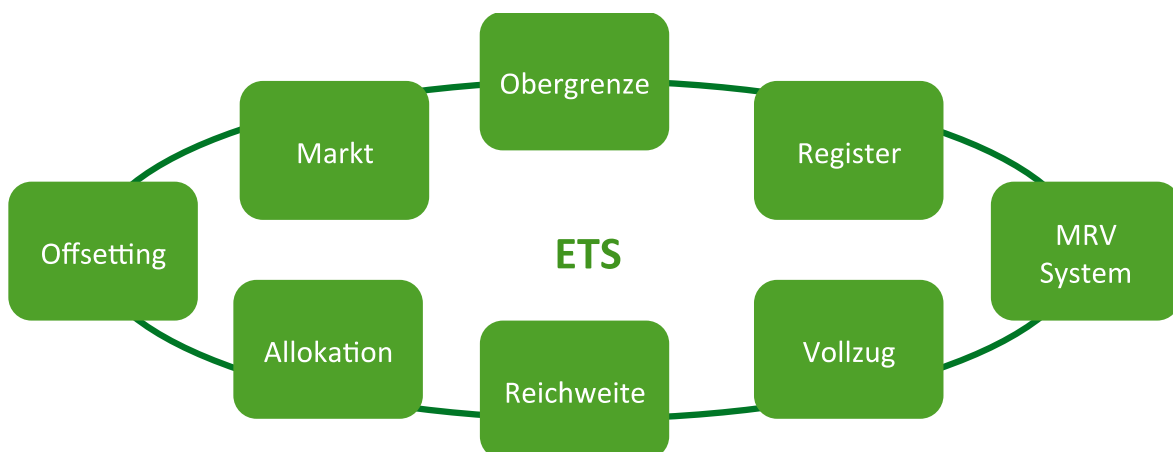 Obergrenze
Markt
Register
Offsetting
ETS
MRV
System
Allokation
Reichweite
Vollzug